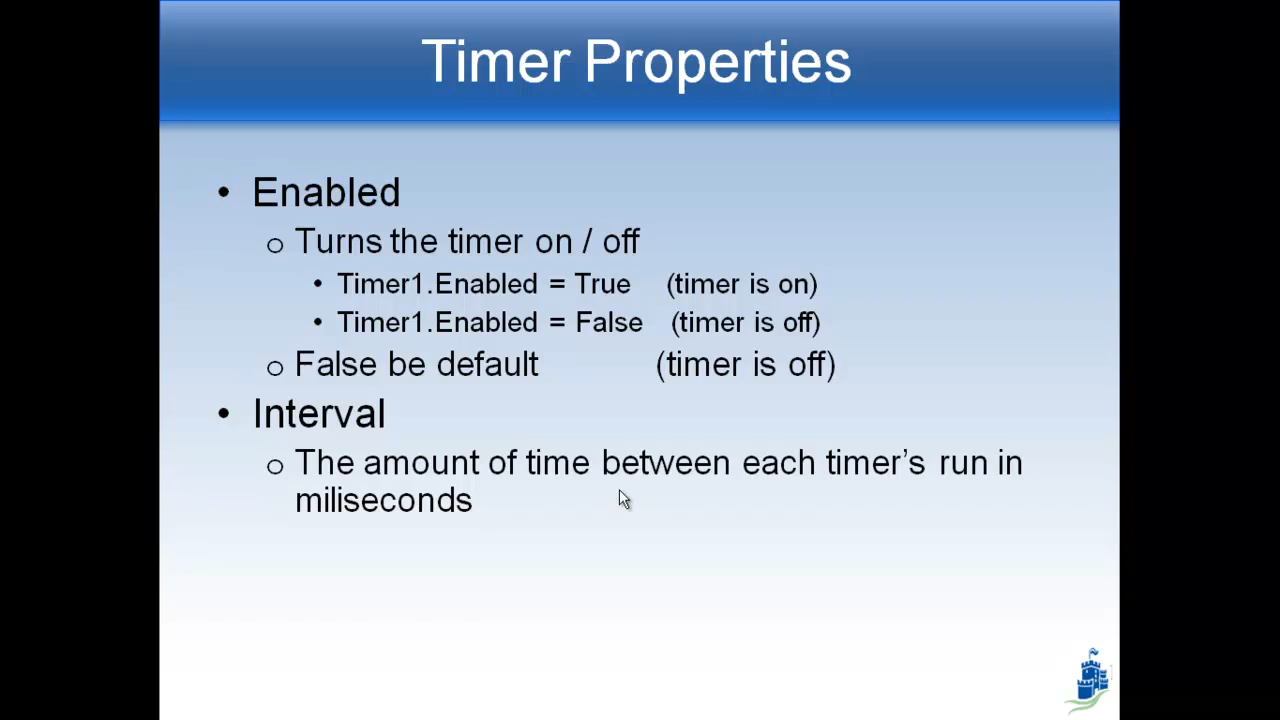 Timer Properties
• Enabled
o Turns the timer on / off
• Timer1.Enabled = True (timer is on)
• Timer1.Enabled = False (timer is off)
o False be default (timer is off)
• Interval
o The amount of time between each timer’s run in
miliseconds